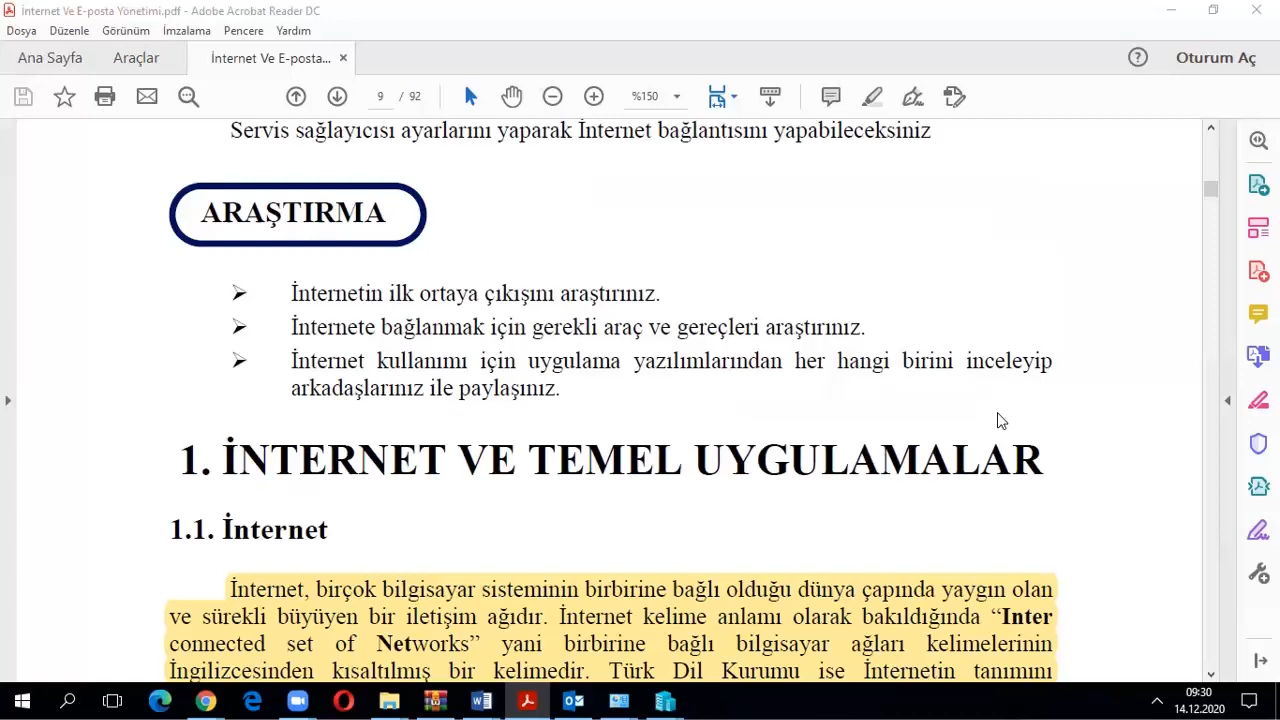 İnternet Ve E-posta Yönetimi.pdf - Adobe Acrobat Reader DC
Dosya Düzenle Görünüm İmzalama Pencere Yardım
Ana Sayfa Araçlar İnternet Ve E-posta... × Oturum Aç
9 / 92 %150
Servis sağlayıcısı ayarlarını yaparak İnternet bağlantısını yapabileceksiniz
ARAŞTIRMA
İnternetin ilk ortaya çıkışını araştırınız.
İnternete bağlanmak için gerekli araç ve gereçleri araştırınız.
İnternet kullanımı için uygulama yazılımlarından her hangi birini inceleyip
arkadaşlarınız ile paylaşınız.
1. İNTERNET VE TEMEL UYGULAMALAR
1.1. İnternet
İnternet, birçok bilgisayar sisteminin birbirine bağlı olduğu dünya çapında yaygın olan
ve sürekli büyüyen bir iletişim ağıdır. İnternet kelime anlamı olarak bakıldığında “Inter
connected set of Networks” yani birbirine bağlı bilgisayar ağları kelimelerinin
İngilizcesinden kısaltılmış bir kelimedir. Türk Dil Kurumu ise İnternetin tanımını
09:30
14.12.2020